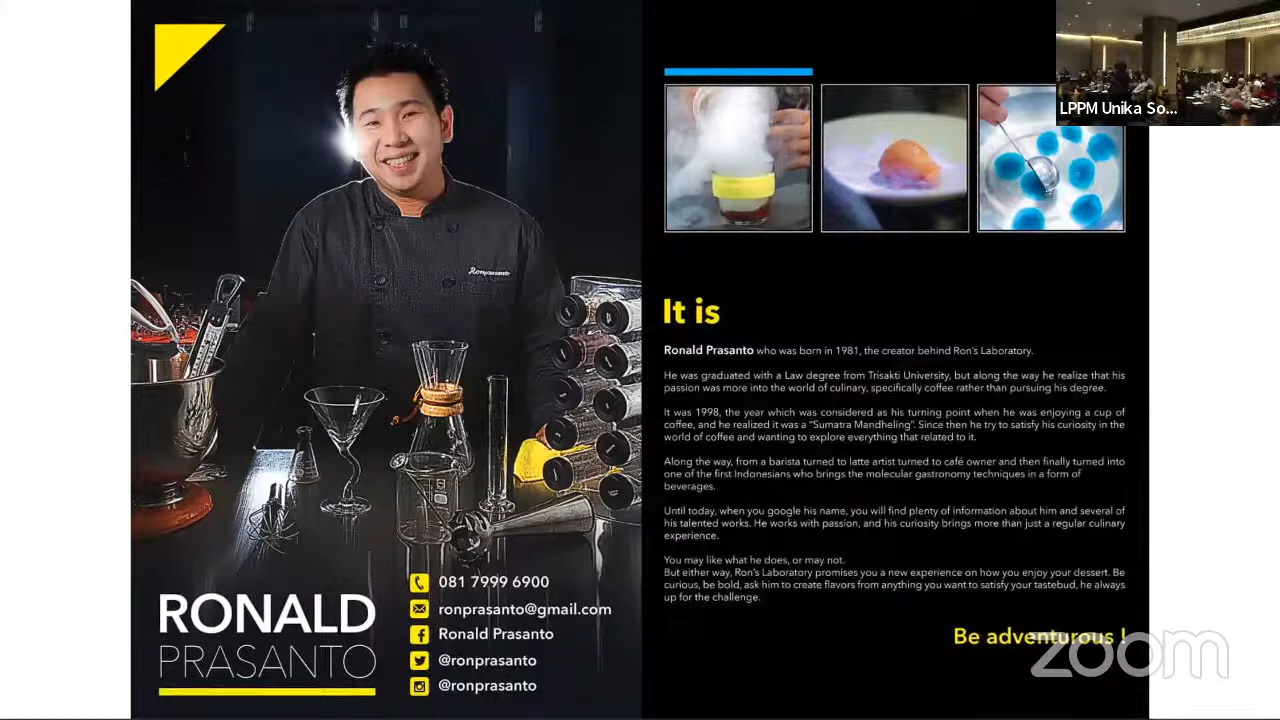 LPPM Unika So...
Ronprasanto
RONALD
PRASANTO
081 7999 6900
ronprasanto@gmail.com
Ronald Prasanto
@ronprasanto
@ronprasanto
It is
Ronald Prasanto who was born in 1981, the creator behind Ron's Laboratory.
He was graduated with a Law degree from Trisakti University, but along the way he realize that his
passion was more into the world of culinary, specifically coffee rather than pursuing his degree.
It was 1998, the year which was considered as his turning point when he was enjoying a cup of
coffee, and he realized it was a “Sumatra Mandheling”. Since then he try to satisfy his curiosity in the
world of coffee and wanting to explore everything that related to it.
Along the way, from a barista turned to latte artist turned to café owner and then finally turned into
one of the first Indonesians who brings the molecular gastronomy techniques in a form of
beverages.
Until today, when you google his name, you will find plenty of information about him and several of
his talented works. He works with passion, and his curiosity brings more than just a regular culinary
experience.
You may like what he does, or may not.
But either way, Ron's Laboratory promises you a new experience on how you enjoy your dessert. Be
curious, be bold, ask him to create flavors from anything you want to satisfy your tastebud, he always
up for the challenge.
Be adventurous !
zoom